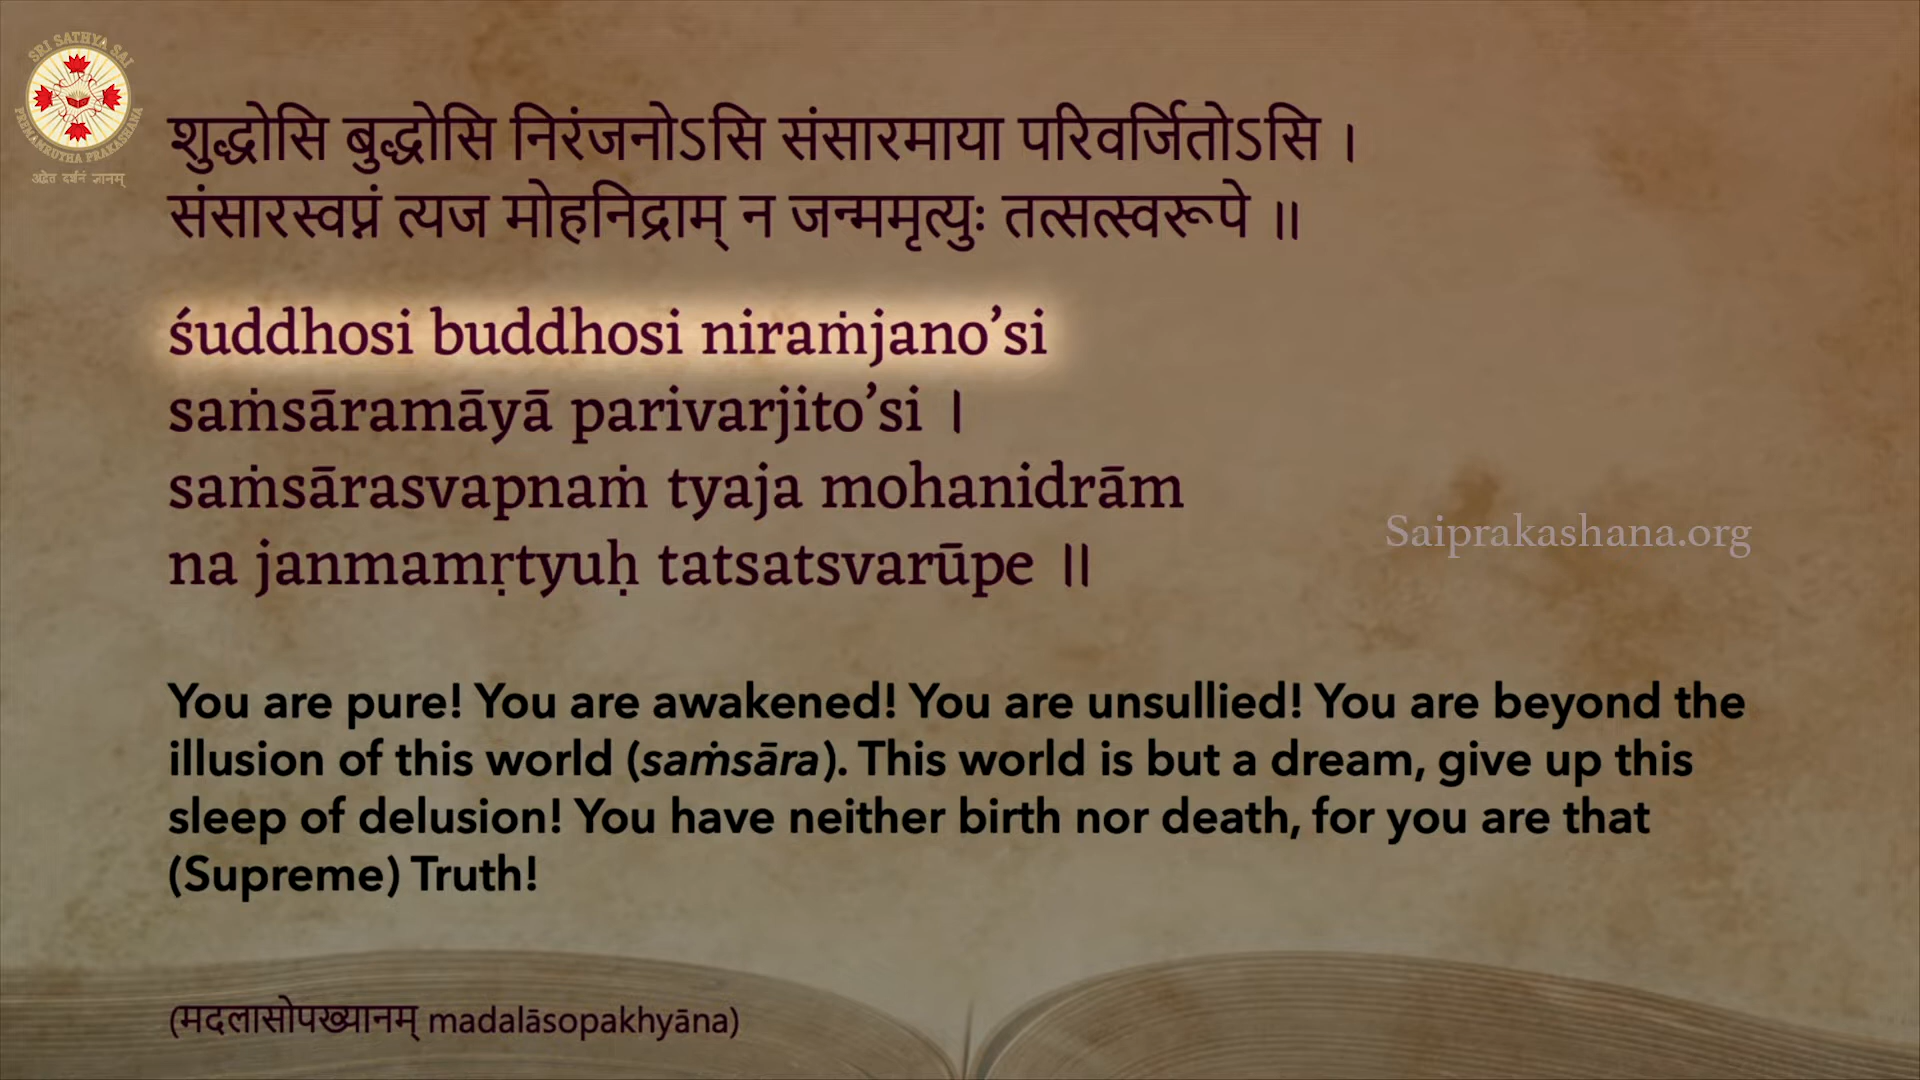 SRI SATHYA SAI
PREMAMRUTHA PRAKASHANA
अद्वैत दर्शनं ज्ञानम्
शुद्धोसि बुद्धोसि निरंजनोऽसि संसारमाया परिवर्जितोऽसि ।
संसारस्वप्नं त्यज मोहनिद्राम् न जन्ममृत्युः तत्सत्स्वरूपे ॥
śuddhosi buddhosi niraṁjano’si
saṁsāramāyā parivarjito’si ।
saṁsārasvapnaṁ tyaja mohanidrām
na janmamṛtyuḥ tatsatsvarūpe ॥
Saiprakashana.org
You are pure! You are awakened! You are unsullied! You are beyond the
illusion of this world (saṁsāra). This world is but a dream, give up this
sleep of delusion! You have neither birth nor death, for you are that
(Supreme) Truth!
(मदलासोपख्यानम् madalāsopakhyāna)